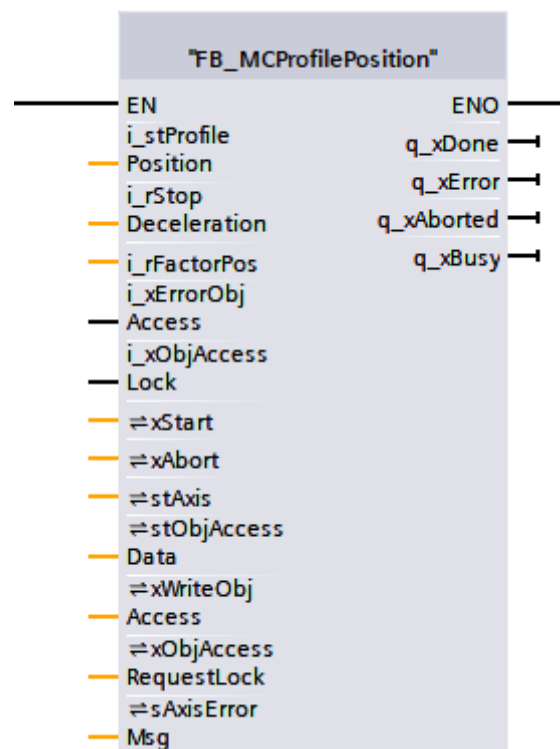 "FB_MCProfilePosition"
EN ENO
i_stProfile
Position
q_xDone
i_rStop
Deceleration
q_xError
q_xAborted
i_rFactorPos
q_xBusy
i_xErrorObj
Access
i_xObjAccess
Lock
⇌xStart
⇌xAbort
⇌stAxis
⇌stObjAccess
Data
⇌xWriteObj
Access
⇌xObjAccess
RequestLock
⇌sAxisError
Msg